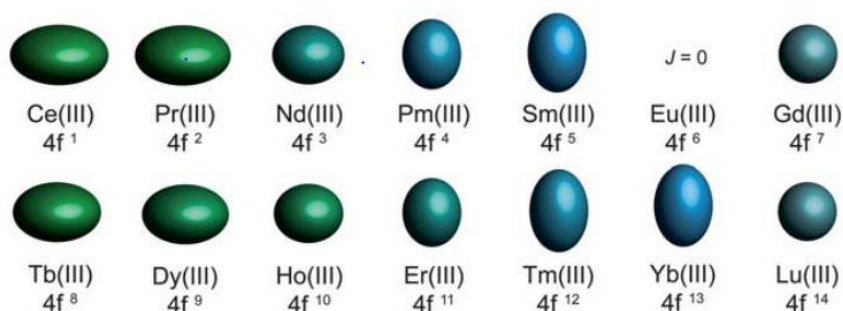 J = 0
Ce(III) Pr(III) Nd(III) Pm(III) Sm(III) Eu(III) Gd(III)
4f 1 4f 2 4f 3 4f 4 4f 5 4f 6 4f 7
Tb(III) Dy(III) Ho(III) Er(III) Tm(III) Yb(III) Lu(III)
4f 8 4f 9 4f 10 4f 11 4f 12 4f 13 4f 14